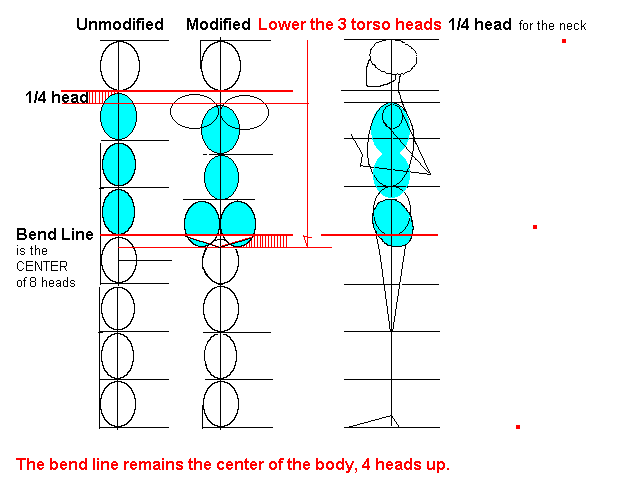 Unmodified Modified Lower the 3 torso heads 1/4 head for the neck
1/4 head
Bend Line
is the
CENTER
of 8 heads
The bend line remains the center of the body, 4 heads up.